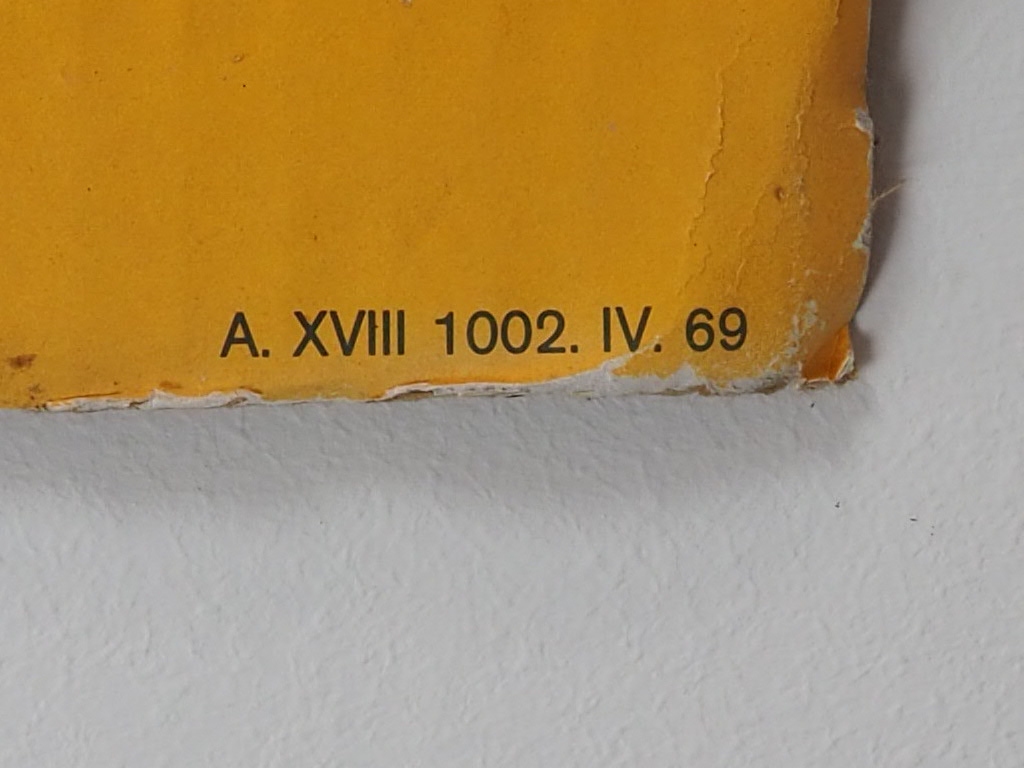 A. XVIII 1002. IV. 69